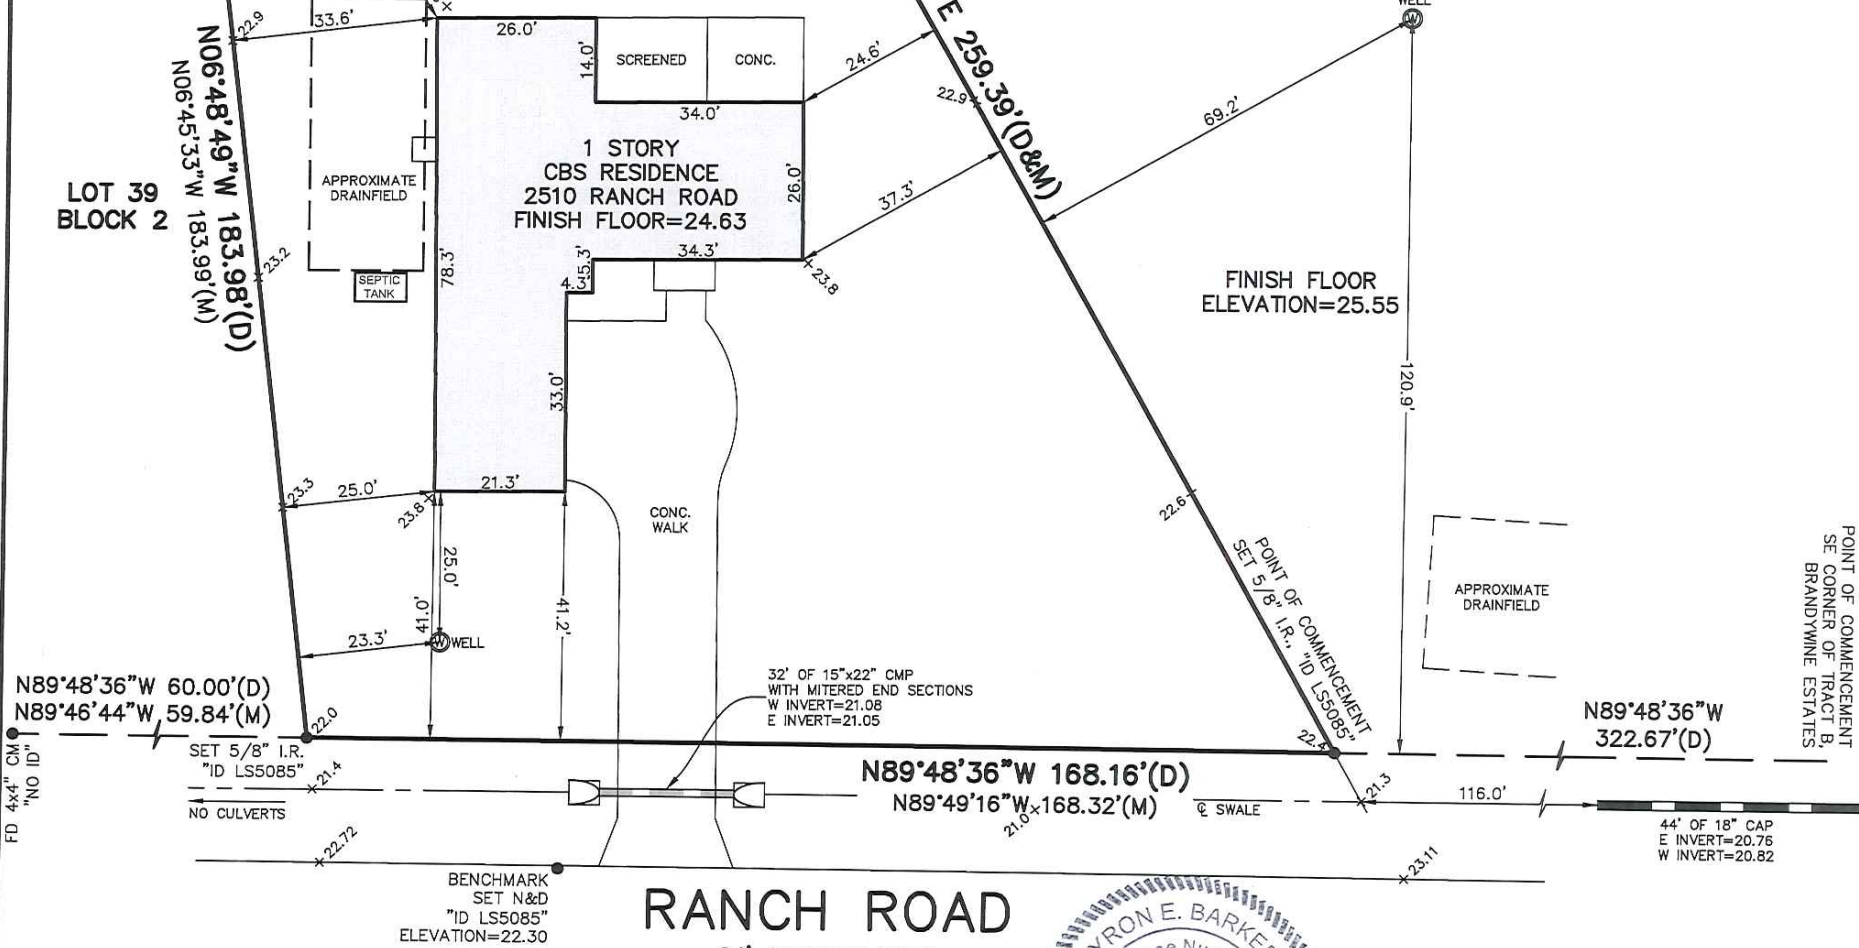 WELL
22.9
33.6'
26.0'
14.0'
SCREENED
CONC.
24.6'
E 259.39'(D&M)
22.9
69.2'
N06°48'49"W 183.98'(D)
N06°45'33"W 183.99'(M)
34.0'
1 STORY
CBS RESIDENCE
2510 RANCH ROAD
FINISH FLOOR=24.63
26.0'
37.3'
LOT 39
BLOCK 2
APPROXIMATE
DRAINFIELD
23.2
78.3'
34.3'
5.3'
4.3'
23.8
SEPTIC
TANK
FINISH FLOOR
ELEVATION=25.55
33.0'
120.9'
23.3
25.0'
21.3'
23.8
CONC.
WALK
22.6
25.0'
41.0'
41.2'
POINT OF COMMENCEMENT
SET 5/8" I.R., "ID LS5085"
APPROXIMATE
DRAINFIELD
POINT OF COMMENCEMENT
SE CORNER OF TRACT B,
BRANDYWINE ESTATES
23.3'
W WELL
N89°48'36"W 60.00'(D)
N89°46'44"W 59.84'(M)
32' OF 15"x22" CMP
WITH MITERED END SECTIONS
W INVERT=21.08
E INVERT=21.05
22.0
22.4
N89°48'36"W
322.67'(D)
FD 4x4" CM
"NO ID"
SET 5/8" I.R.
"ID LS5085"
21.4
N89°48'36"W 168.16'(D)
N89°49'16"W 168.32'(M)
21.0
℄ SWALE
21.3
116.0'
NO CULVERTS
44' OF 18" CAP
E INVERT=20.76
W INVERT=20.82
22.72
23.11
BENCHMARK
SET N&D
"ID LS5085"
ELEVATION=22.30
RANCH ROAD
YRON E. BARKE